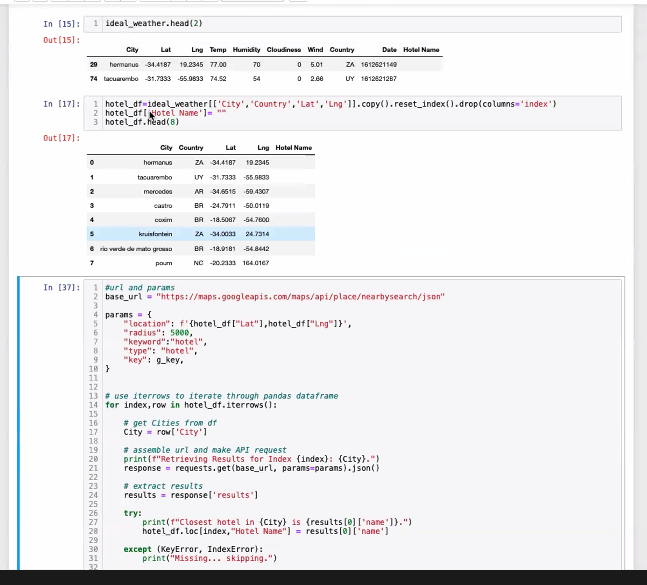 In [15]: 1 ideal_weather.head(2)
Out[15]:
City Lat Lng Temp Humidity Cloudiness Wind Country Date Hotel Name
29 hermanus -34.4187 19.2345 77.00 70 0 5.01 ZA 1612621149
74 tacuarembo -31.7333 -55.9833 74.52 54 0 2.66 UY 1612621287
In [17]: 1 hotel_df=ideal_weather[['City','Country','Lat','Lng']].copy().reset_index().drop(columns='index')
2 hotel_df['Hotel Name']= ""
3 hotel_df.head(8)
Out[17]:
City Country Lat Lng Hotel Name
0 hermanus ZA -34.4187 19.2345
1 tacuarembo UY -31.7333 -55.9833
2 mercedes AR -34.6515 -59.4307
3 castro BR -24.7911 -50.0119
4 coxim BR -18.5067 -54.7600
5 kruisfontein ZA -34.0033 24.7314
6 rio verde de mato grosso BR -18.9181 -54.8442
7 poum NC -20.2333 164.0167
In [37]: 1 #url and params
2 base_url = "https://maps.googleapis.com/maps/api/place/nearbysearch/json"
3
4 params = {
5 "location": f'{hotel_df["Lat"],hotel_df["Lng"]}',
6 "radius": 5000,
7 "keyword":"hotel",
8 "type": "hotel",
9 "key": g_key,
10 }
11
12
13 # use iterrows to iterate through pandas dataframe
14 for index,row in hotel_df.iterrows():
15
16 # get Cities from df
17 City = row['City']
18
19 # assemble url and make API request
20 print(f"Retrieving Results for Index {index}: {City}.")
21 response = requests.get(base_url, params=params).json()
22
23 # extract results
24 results = response['results']
25
26 try:
27 print(f"Closest hotel in {City} is {results[0]['name']}.")
28 hotel_df.loc[index,"Hotel Name"] = results[0]['name']
29
30 except (KeyError, IndexError):
31 print("Missing... skipping.")
32